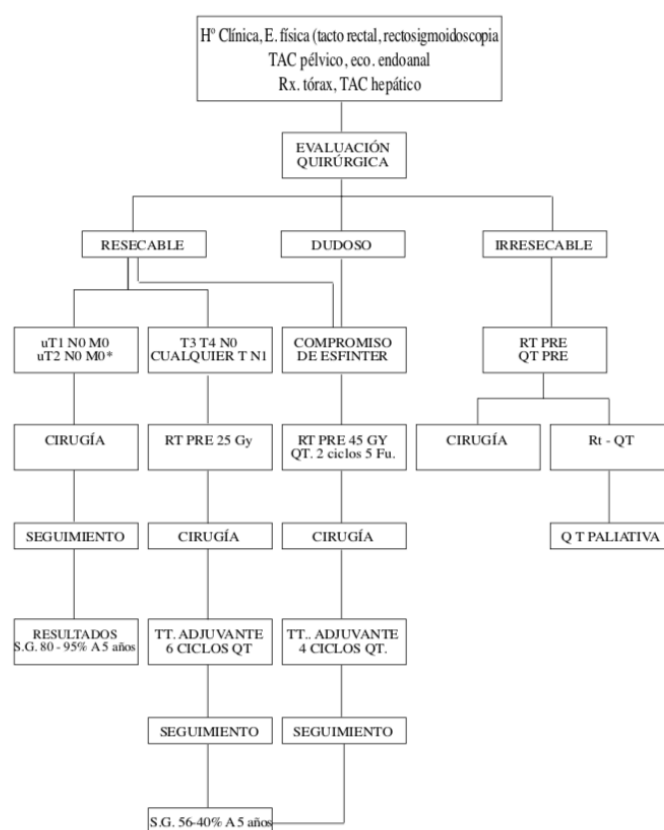 Hº Clínica, E. física (tacto rectal, rectosigmoidoscopia
TAC pélvico, eco. endoanal
Rx. tórax, TAC hepático
EVALUACIÓN
QUIRÚRGICA
RESECABLE
DUDOSO
IRRESECABLE
uT1 N0 M0
uT2 N0 M0*
T3 T4 N0
CUALQUIER T N1
COMPROMISO
DE ESFINTER
RT PRE
QT PRE
CIRUGÍA
RT PRE 25 Gy
RT PRE 45 GY
QT. 2 ciclos 5 Fu.
CIRUGÍA
Rt - QT
SEGUIMIENTO
CIRUGÍA
CIRUGÍA
Q T PALIATIVA
RESULTADOS
S.G. 80 - 95% A 5 años
TT. ADJUVANTE
6 CICLOS QT
TT.. ADJUVANTE
4 CICLOS QT.
SEGUIMIENTO
SEGUIMIENTO
S.G. 56-40% A 5 años